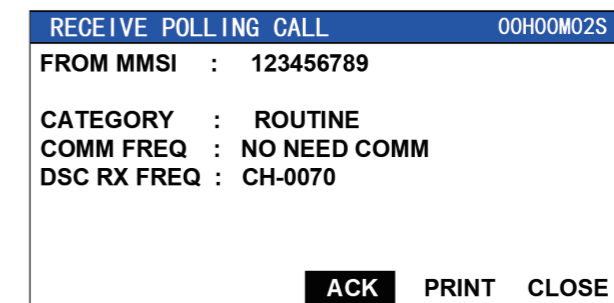 RECEIVE POLLING CALL 00H00M02S
FROM MMSI : 123456789
CATEGORY : ROUTINE
COMM FREQ : NO NEED COMM
DSC RX FREQ : CH-0070
ACK PRINT CLOSE